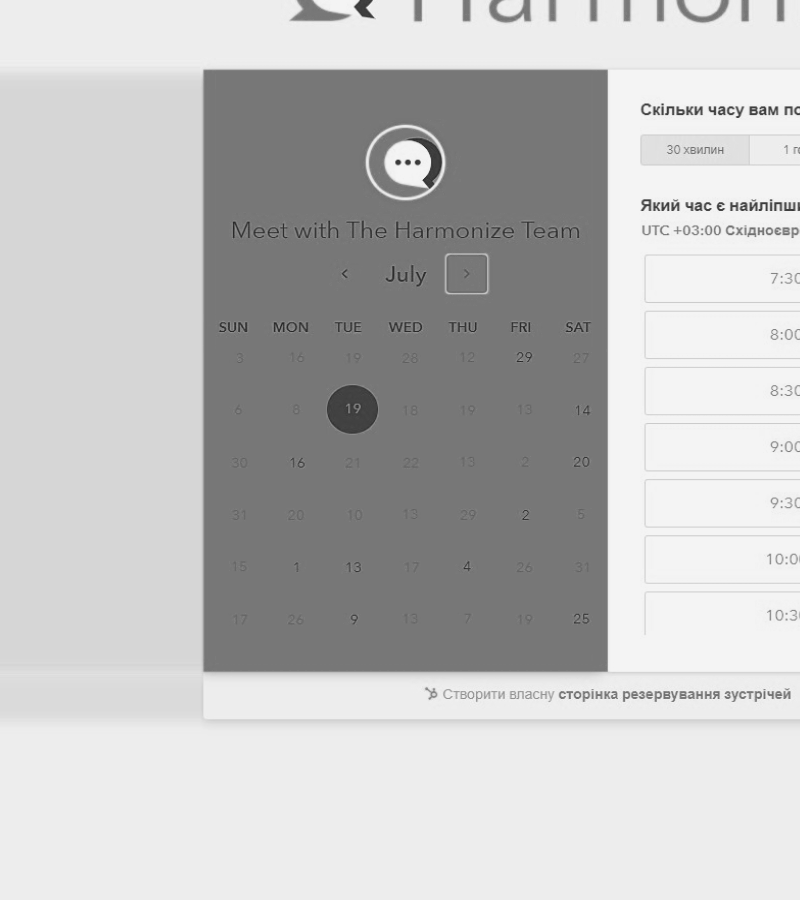 Harmon
Meet with The Harmonize Team
July
SUN MON TUE WED THU FRI SAT
3 16 19 28 12 29 27
6 8 19 18 19 13 14
30 16 21 22 13 2 20
31 20 10 13 29 2 5
15 1 13 17 4 26 31
17 26 9 13 7 19 25
Скільки часу вам по
30 хвилин 1 го
Який час є найліпши
UTC +03:00 Східноєвр
7:30
8:00
8:30
9:00
9:30
10:00
10:30
Створити власну сторінка резервування зустрічей